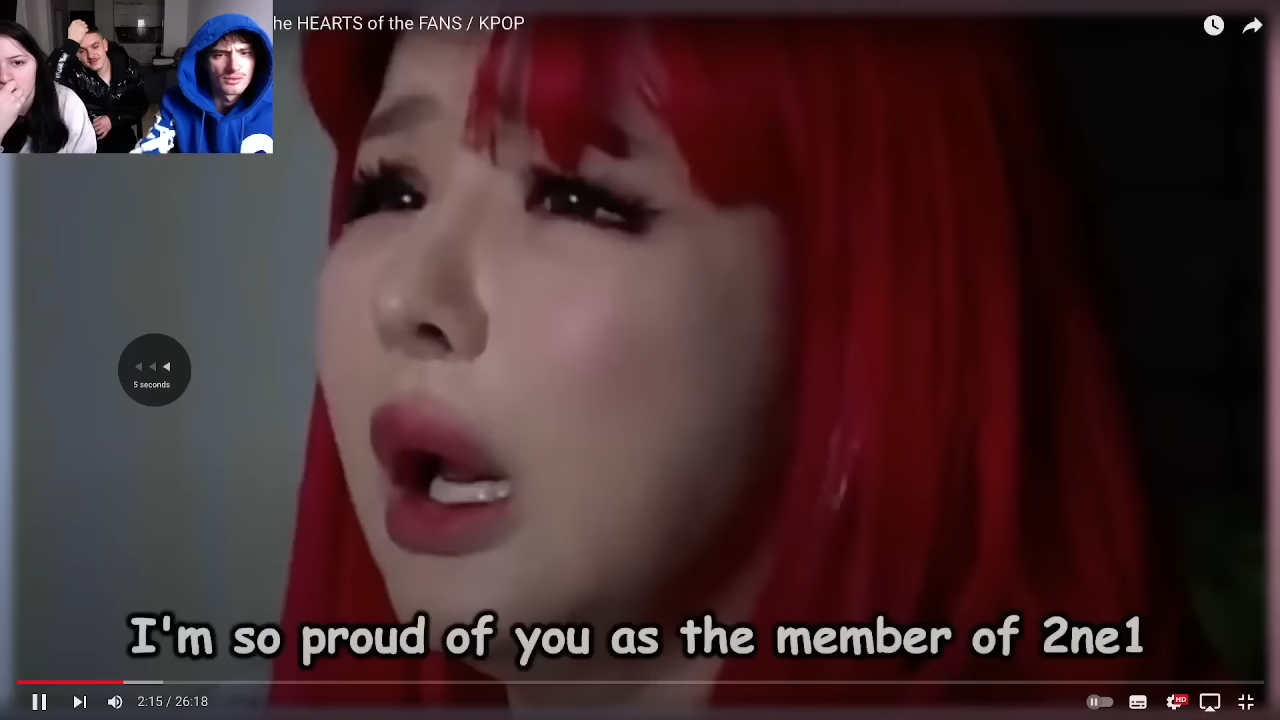 he HEARTS of the FANS / KPOP
5 seconds
I'm so proud of you as the member of 2ne1
2:15 / 26:18
HD